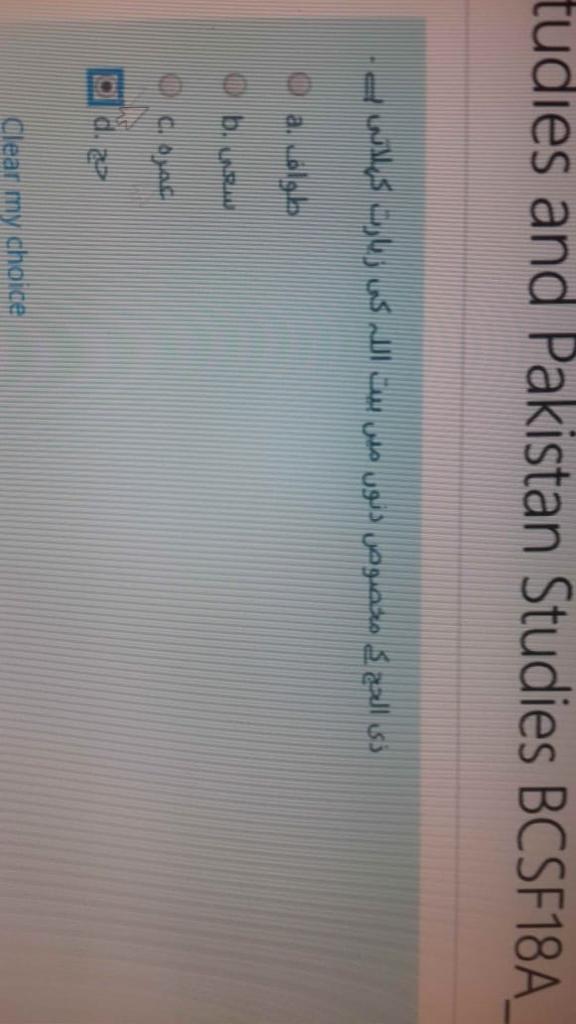 tudies and Pakistan Studies BCSF18A_
ذی الحج کے مخصوص دنوں میں بیت اللہ کی زیارت کہلاتی ہے ۔
a. طواف
b. سعی
c. عمرہ
d. حج
Clear my choice